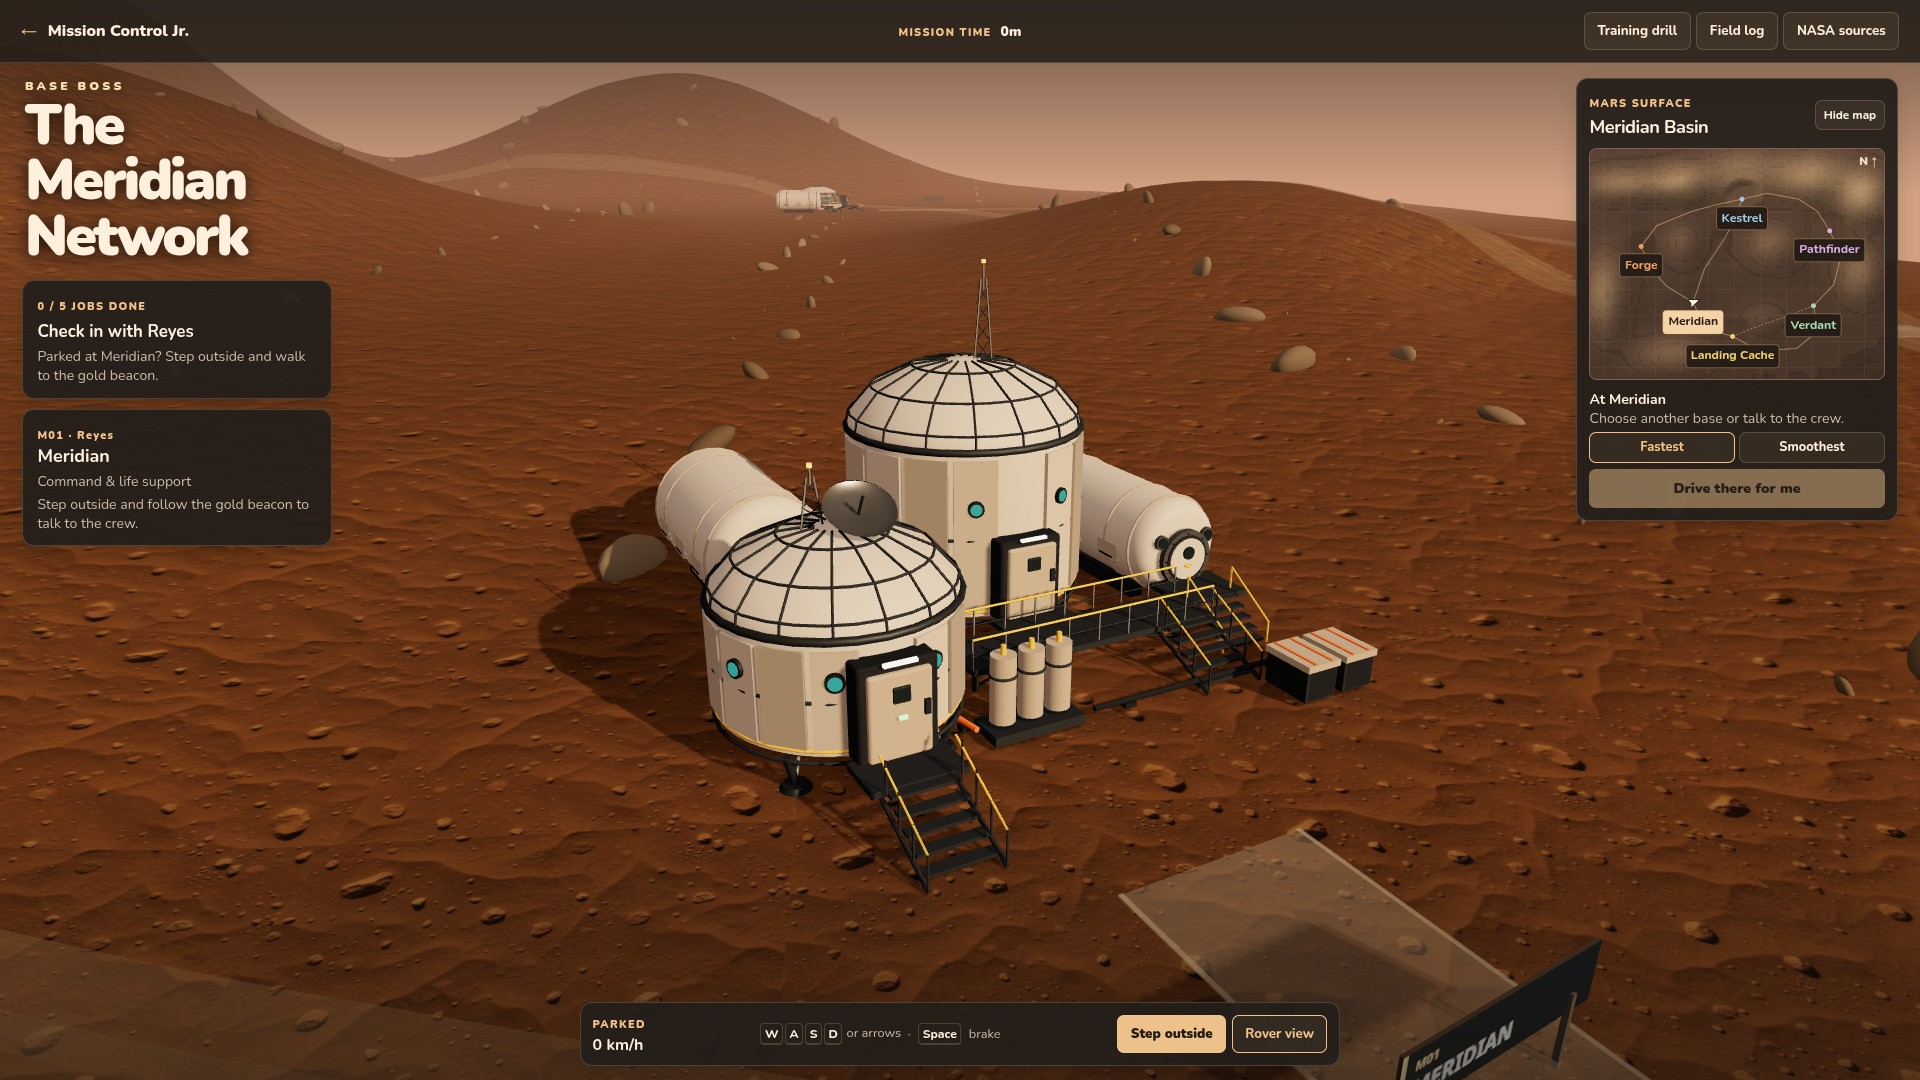 ← Mission Control Jr.
MISSION TIME 0m
Training drill
Field log
NASA sources
BASE BOSS
The
Meridian
Network
0 / 5 JOBS DONE
Check in with Reyes
Parked at Meridian? Step outside and walk
to the gold beacon.
M01 · Reyes
Meridian
Command & life support
Step outside and follow the gold beacon to
talk to the crew.
MARS SURFACE
Meridian Basin
Hide map
N ↑
Kestrel
Pathfinder
Forge
Meridian
Verdant
Landing Cache
At Meridian
Choose another base or talk to the crew.
Fastest
Smoothest
Drive there for me
PARKED
0 km/h
W A S D or arrows · Space brake
Step outside
Rover view
M01
MERIDIAN